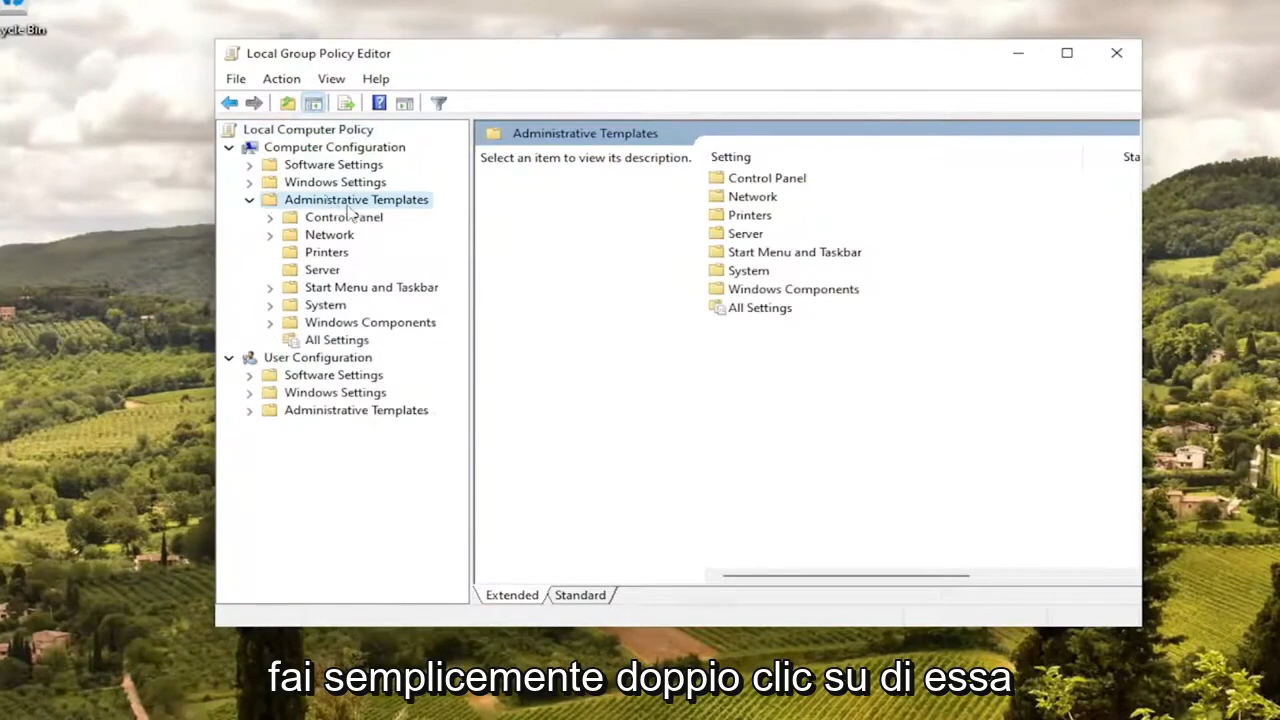 ycle Bin
Local Group Policy Editor
File Action View Help
Local Computer Policy
Computer Configuration
Software Settings
Windows Settings
Administrative Templates
Control Panel
Network
Printers
Server
Start Menu and Taskbar
System
Windows Components
All Settings
User Configuration
Software Settings
Windows Settings
Administrative Templates
Administrative Templates
Select an item to view its description.
Setting Sta
Control Panel
Network
Printers
Server
Start Menu and Taskbar
System
Windows Components
All Settings
Extended Standard
fai semplicemente doppio clic su di essa